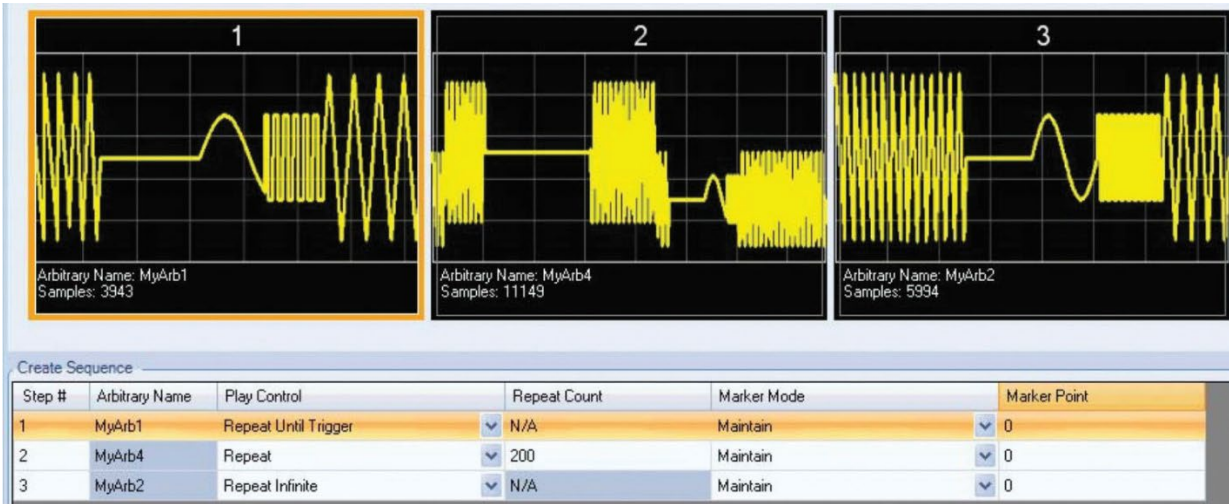 1
2
3
Arbitrary Name: MyArb1
Samples: 3943
Arbitrary Name: MyArb4
Samples: 11149
Arbitrary Name: MyArb2
Samples: 5994
Create Sequence
Step # Arbitrary Name Play Control Repeat Count Marker Mode Marker Point
1 MyArb1 Repeat Until Trigger N/A Maintain 0
2 MyArb4 Repeat 200 Maintain 0
3 MyArb2 Repeat Infinite N/A Maintain 0